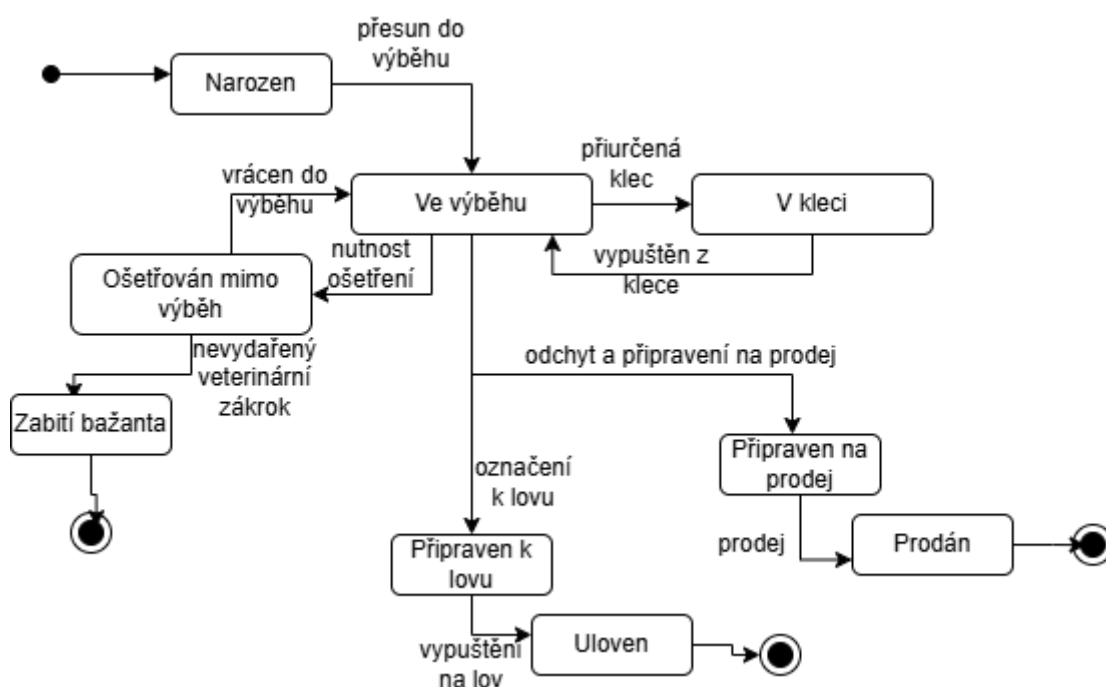 přesun do
výběhu
Narozen
přiurčená
klec
vrácen do
výběhu
Ve výběhu
V kleci
nutnost
ošetření
vypuštěn z
klece
Ošetřován mimo
výběh
nevydařený
veterinární
zákrok
odchyt a připravení na prodej
Zabití bažanta
Připraven na
prodej
označení
k lovu
prodej
Prodán
Připraven k
lovu
vypuštění
na lov
Uloven